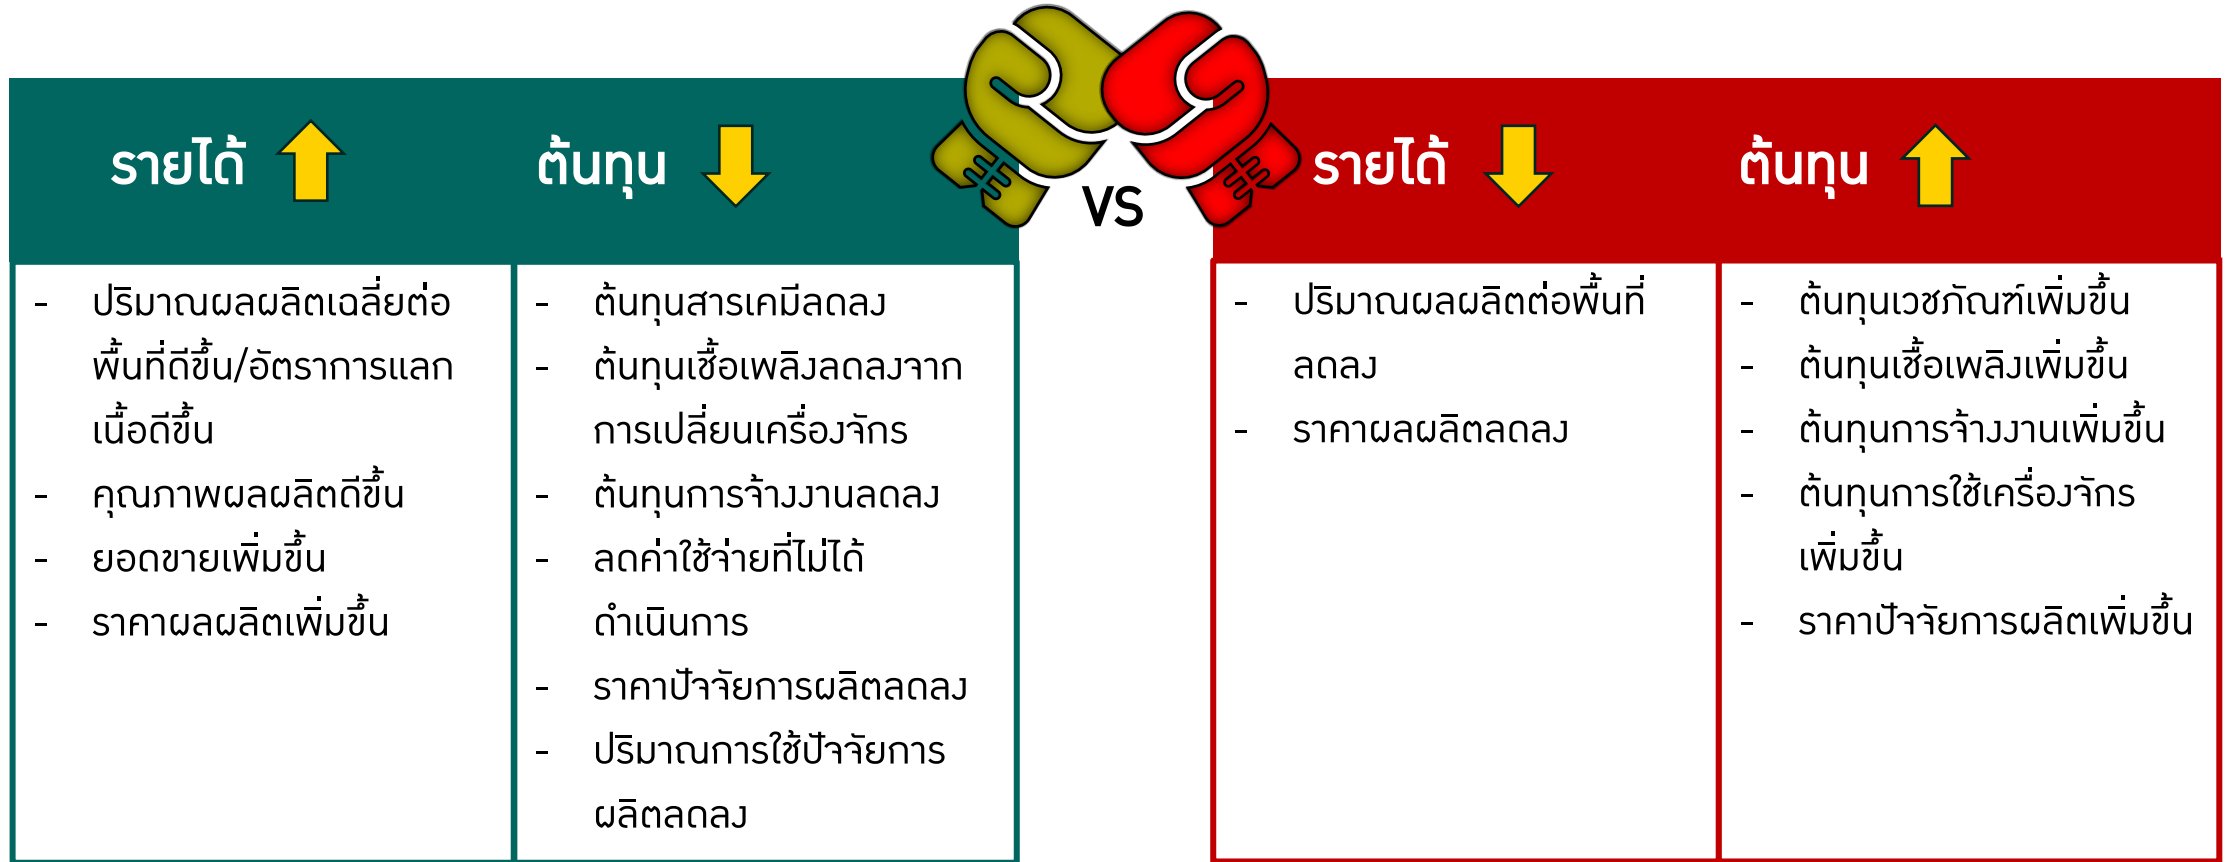 รายได้
ต้นทุน
VS
รายได้
ต้นทุน
- ปริมาณผลผลิตเฉลี่ยต่อ
พื้นที่ดีขึ้น/อัตราการแลก
เนื้อดีขึ้น
- คุณภาพผลผลิตดีขึ้น
- ยอดขายเพิ่มขึ้น
- ราคาผลผลิตเพิ่มขึ้น
- ต้นทุนสารเคมีลดลง
- ต้นทุนเชื้อเพลิงลดลงจาก
การเปลี่ยนเครื่องจักร
- ต้นทุนการจ้างงานลดลง
- ลดค่าใช้จ่ายที่ไม่ได้
ดำเนินการ
- ราคาปัจจัยการผลิตลดลง
- ปริมาณการใช้ปัจจัยการ
ผลิตลดลง
- ปริมาณผลผลิตต่อพื้นที่
ลดลง
- ราคาผลผลิตลดลง
- ต้นทุนเวชภัณฑ์เพิ่มขึ้น
- ต้นทุนเชื้อเพลิงเพิ่มขึ้น
- ต้นทุนการจ้างงานเพิ่มขึ้น
- ต้นทุนการใช้เครื่องจักร
เพิ่มขึ้น
- ราคาปัจจัยการผลิตเพิ่มขึ้น